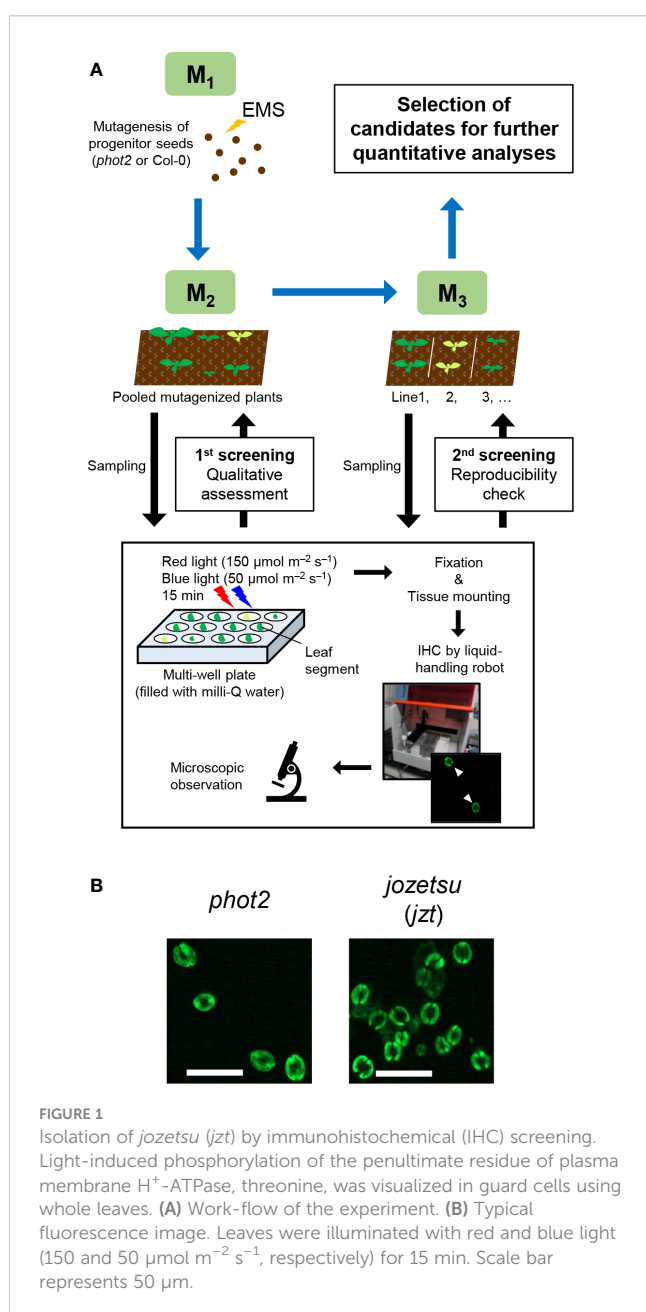 A
M1
EMS
Mutagenesis of
progenitor seeds
(phot2 or Col-0)
Selection of
candidates for further
quantitative analyses
M2
M3
Pooled mutagenized plants
Line1, 2, 3, ...
Sampling
1st screening
Qualitative
assessment
Sampling
2nd screening
Reproducibility
check
Red light (150 µmol m−2 s−1)
Blue light (50 µmol m−2 s−1)
15 min
Fixation
&
Tissue mounting
Leaf
segment
Multi-well plate
(filled with milli-Q water)
IHC by liquid-
handling robot
Microscopic
observation
B
phot2
jozetsu
(jzt)
FIGURE 1
Isolation of jozetsu (jzt) by immunohistochemical (IHC) screening.
Light-induced phosphorylation of the penultimate residue of plasma
membrane H+-ATPase, threonine, was visualized in guard cells using
whole leaves. (A) Work-flow of the experiment. (B) Typical
fluorescence image. Leaves were illuminated with red and blue light
(150 and 50 µmol m−2 s−1, respectively) for 15 min. Scale bar
represents 50 µm.